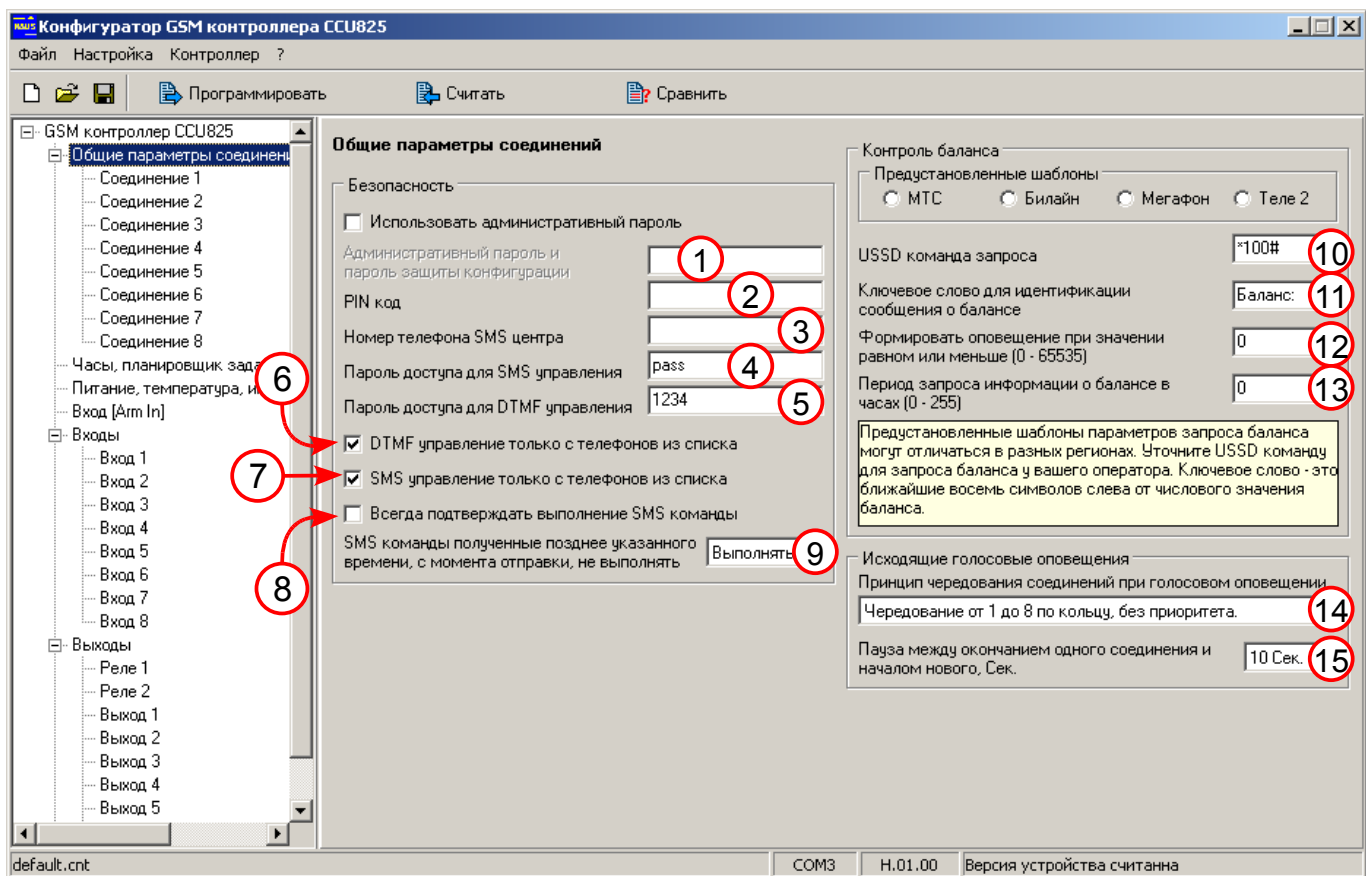 Конфигуратор GSM контроллера CCU825
Файл Настройка Контроллер ?
Программировать Считать Сравнить
GSM контроллер CCU825
Общие параметры соединени
Соединение 1
Соединение 2
Соединение 3
Соединение 4
Соединение 5
Соединение 6
Соединение 7
Соединение 8
Часы, планировщик зада
Питание, температура, и
Вход [Arm In]
Входы
Вход 1
Вход 2
Вход 3
Вход 4
Вход 5
Вход 6
Вход 7
Вход 8
Выходы
Реле 1
Реле 2
Выход 1
Выход 2
Выход 3
Выход 4
Выход 5
6
7
8
Общие параметры соединений
Безопасность
Использовать административный пароль
Административный пароль и
пароль защиты конфигурации
1
PIN код
2
Номер телефона SMS центра
3
Пароль доступа для SMS управления
pass
4
Пароль доступа для DTMF управления
1234
5
DTMF управление только с телефонов из списка
SMS управление только с телефонов из списка
Всегда подтверждать выполнение SMS команды
SMS команды полученные позднее указанного
времени, с момента отправки, не выполнять
Выполнять
9
Контроль баланса
Предустановленные шаблоны
МТС Билайн Мегафон Теле 2
USSD команда запроса
*100#
10
Ключевое слово для идентификации
сообщения о балансе
Баланс:
11
Формировать оповещение при значении
равном или меньше (0 - 65535)
0
12
Период запроса информации о балансе в
часах (0 - 255)
0
13
Предустановленные шаблоны параметров запроса баланса
могут отличаться в разных регионах. Уточните USSD команду
для запроса баланса у вашего оператора. Ключевое слово - это
ближайшие восемь символов слева от числового значения
баланса.
Исходящие голосовые оповещения
Принцип чередования соединений при голосовом оповещении
Чередование от 1 до 8 по кольцу, без приоритета.
14
Пауза между окончанием одного соединения и
началом нового, Сек.
10 Сек.
15
default.cnt COM3 H.01.00 Версия устройства считанна